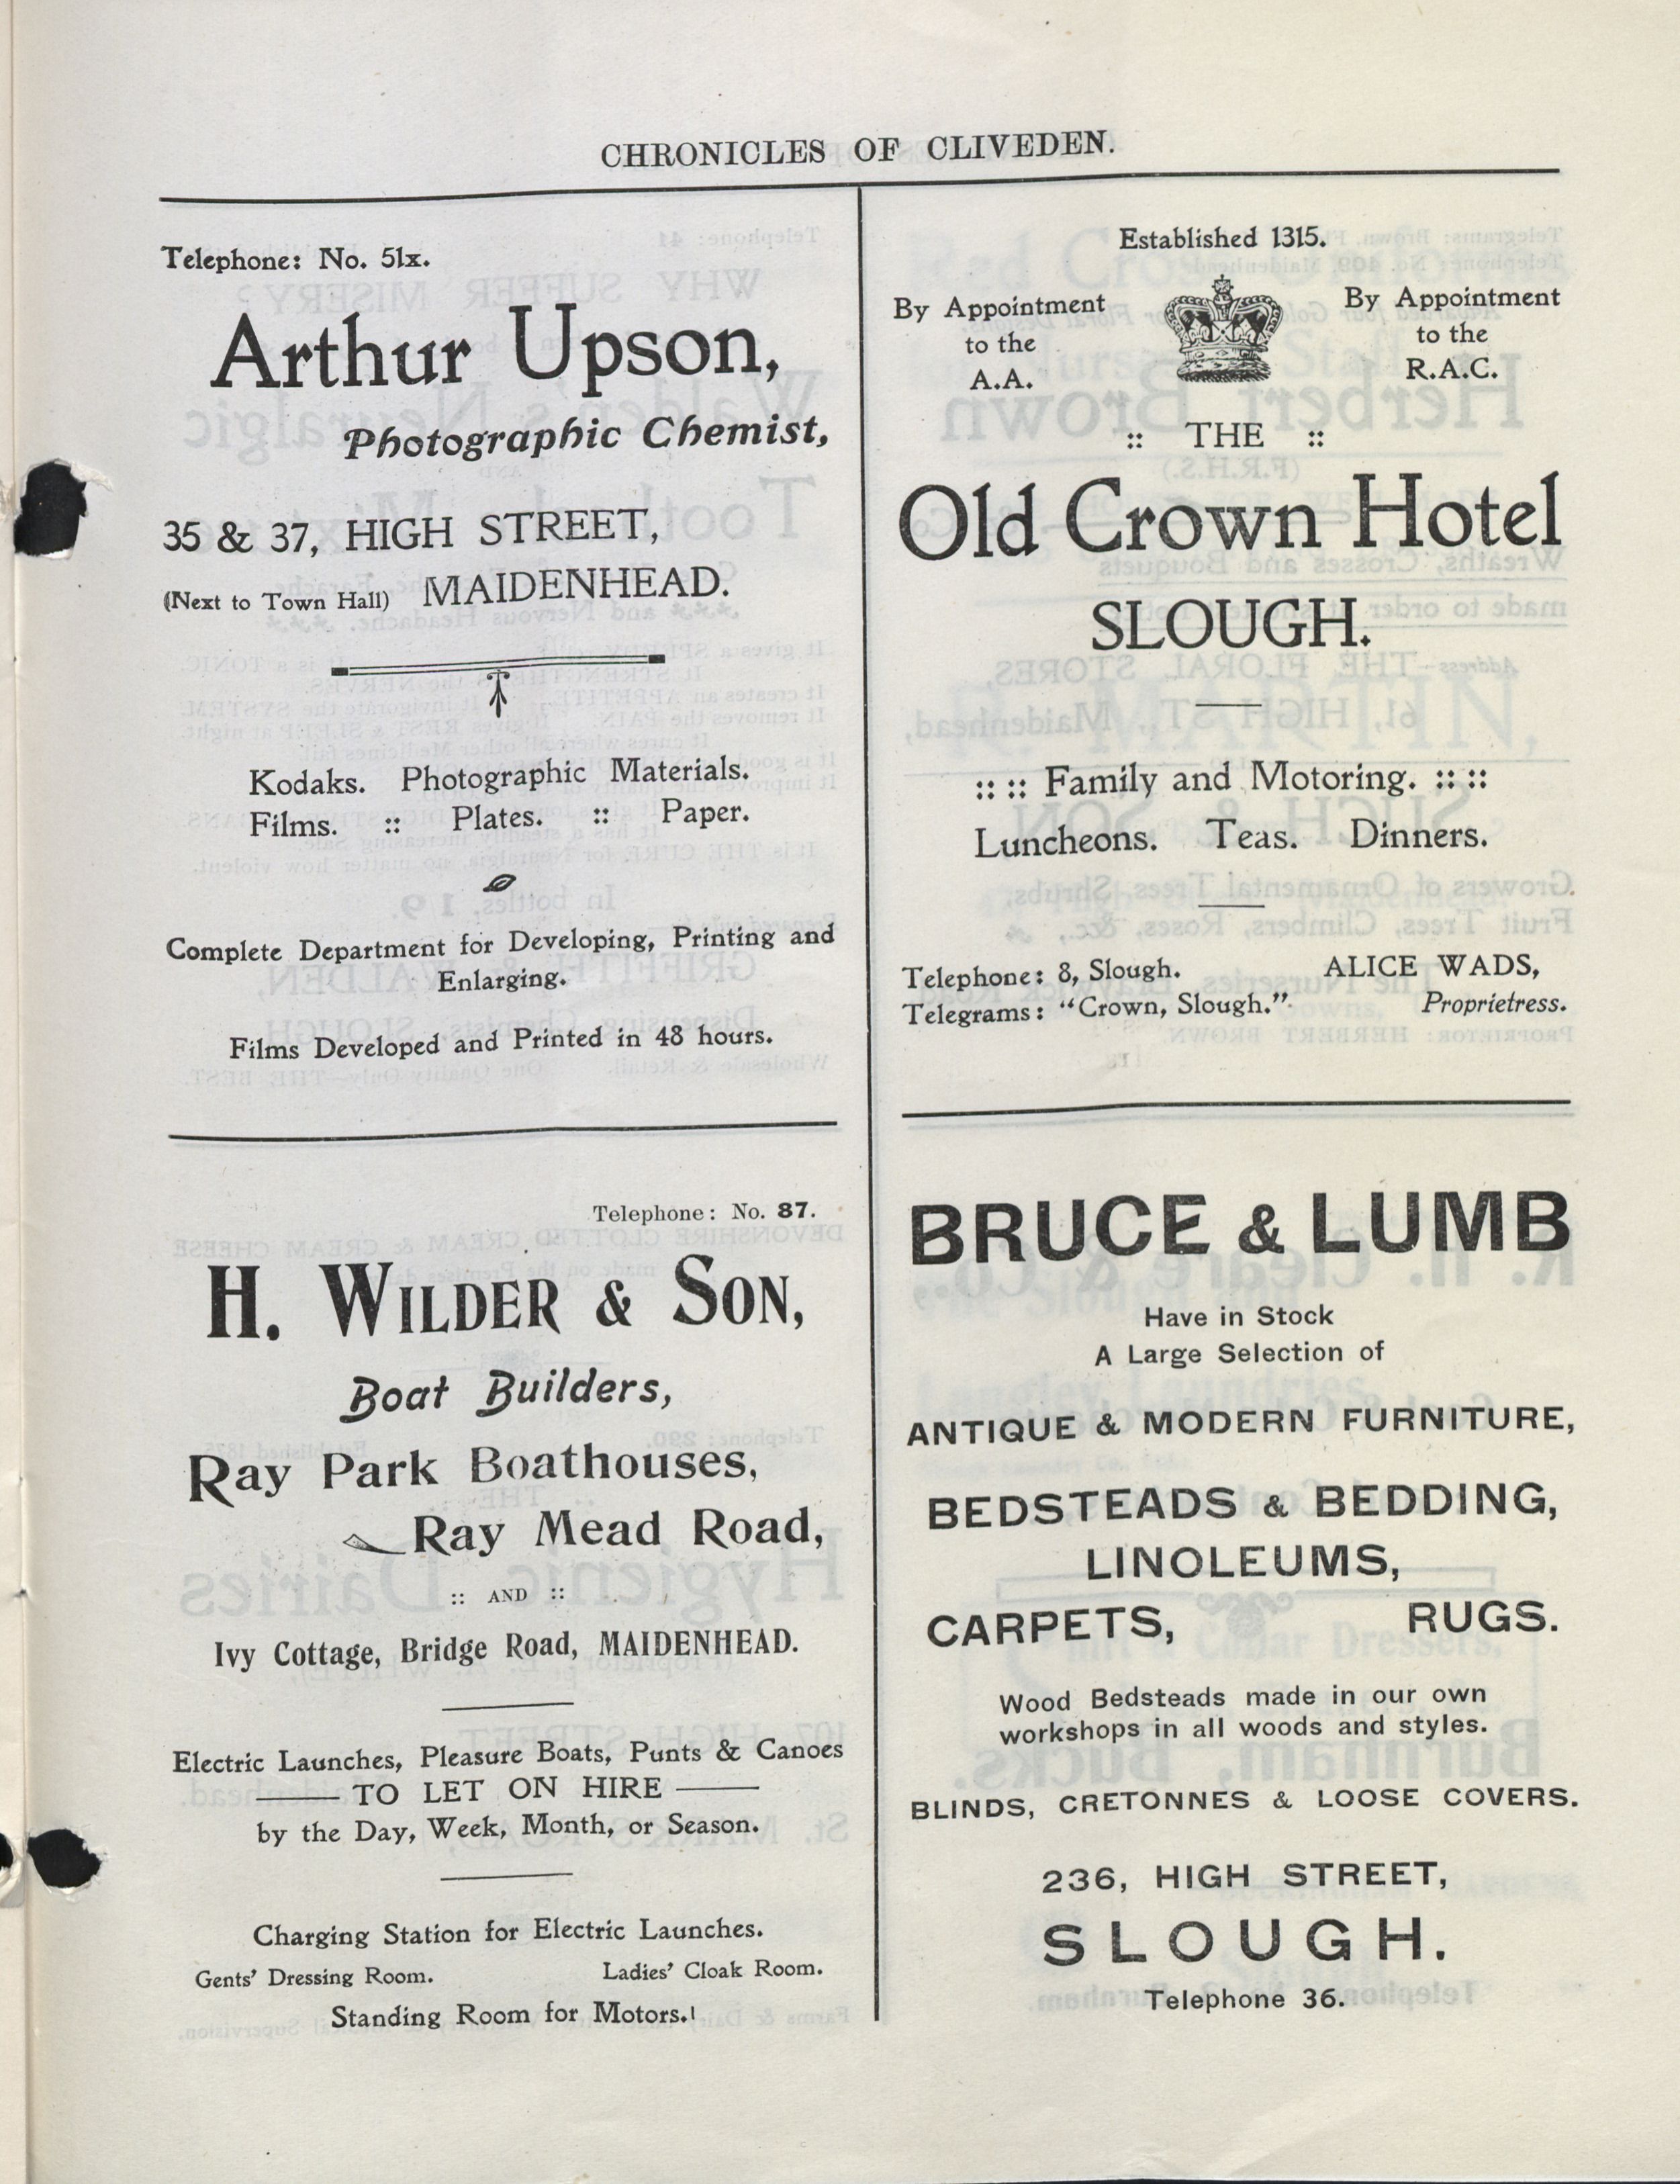 CHRONICLES OF CLIVEDEN.
Telephone: No. 51x.
Arthur Upson,
Photographic Chemist,
35 & 37, HIGH STREET,
(Next to Town Hall) MAIDENHEAD.
Kodaks. Photographic Materials.
Films. :: Plates. :: Paper.
Complete Department for Developing, Printing and
Enlarging.
Films Developed and Printed in 48 hours.
Telephone: No. 87.
H. WILDER & SON,
Boat Builders,
Ray Park Boathouses,
Ray Mead Road,
:: AND ::
Ivy Cottage, Bridge Road, MAIDENHEAD.
Electric Launches, Pleasure Boats, Punts & Canoes
TO LET ON HIRE
by the Day, Week, Month, or Season.
Charging Station for Electric Launches.
Gents' Dressing Room. Ladies' Cloak Room.
Standing Room for Motors.
Established 1315.
By Appointment
to the
A.A.
By Appointment
to the
R.A.C.
:: THE ::
Old Crown Hotel
SLOUGH.
:: :: Family and Motoring. :: ::
Luncheons. Teas. Dinners.
Telephone: 8, Slough. ALICE WADS,
Telegrams: "Crown, Slough." Proprietress.
BRUCE & LUMB
Have in Stock
A Large Selection of
ANTIQUE & MODERN FURNITURE,
BEDSTEADS & BEDDING,
LINOLEUMS,
CARPETS, RUGS.
Wood Bedsteads made in our own
workshops in all woods and styles.
BLINDS, CRETONNES & LOOSE COVERS.
236, HIGH STREET,
SLOUGH.
Telephone 36.